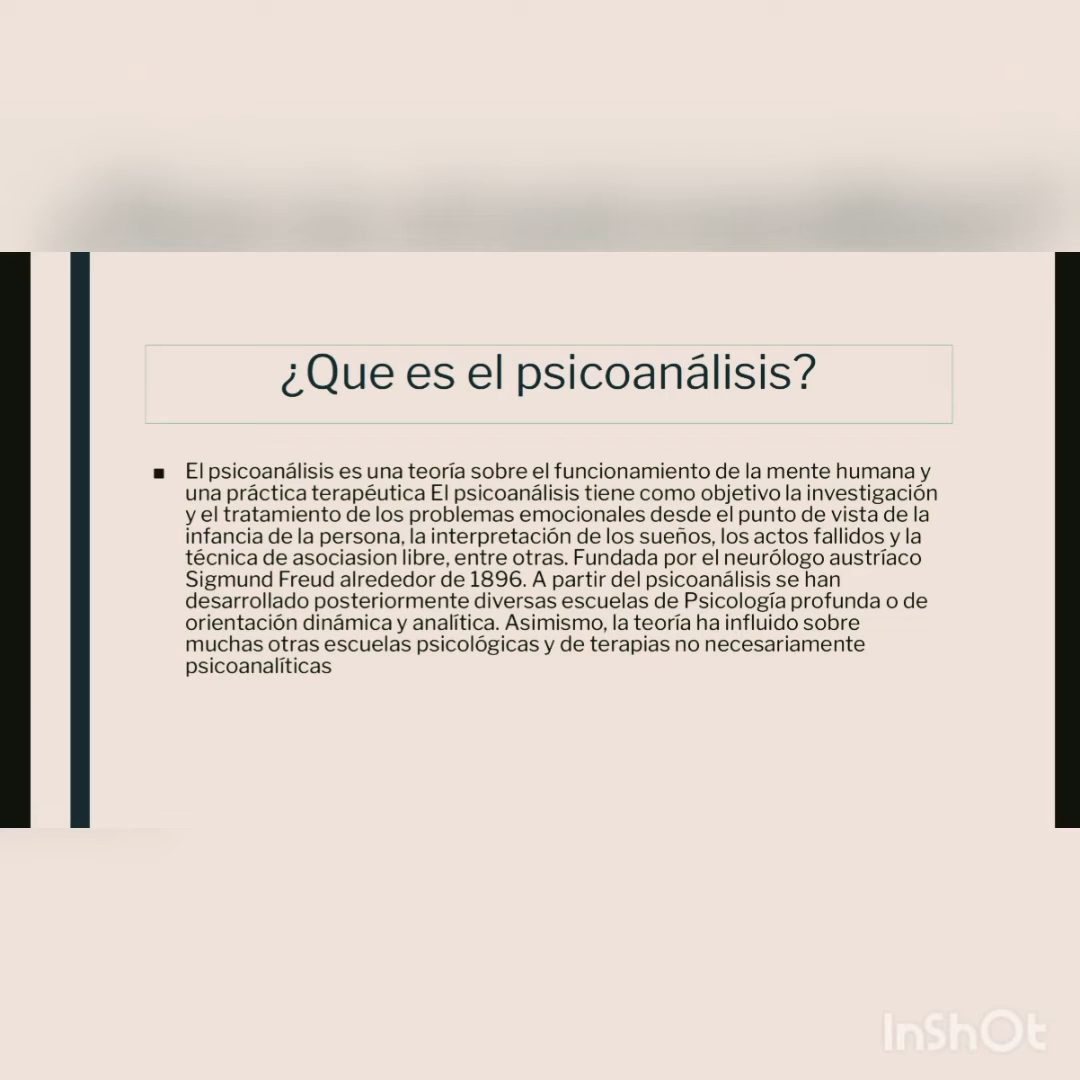 ¿Que es el psicoanálisis?
▪ El psicoanálisis es una teoría sobre el funcionamiento de la mente humana y
una práctica terapéutica El psicoanálisis tiene como objetivo la investigación
y el tratamiento de los problemas emocionales desde el punto de vista de la
infancia de la persona, la interpretación de los sueños, los actos fallidos y la
técnica de asociasion libre, entre otras. Fundada por el neurólogo austríaco
Sigmund Freud alrededor de 1896. A partir del psicoanálisis se han
desarrollado posteriormente diversas escuelas de Psicología profunda o de
orientación dinámica y analítica. Asimismo, la teoría ha influido sobre
muchas otras escuelas psicológicas y de terapias no necesariamente
psicoanalíticas
InShOt